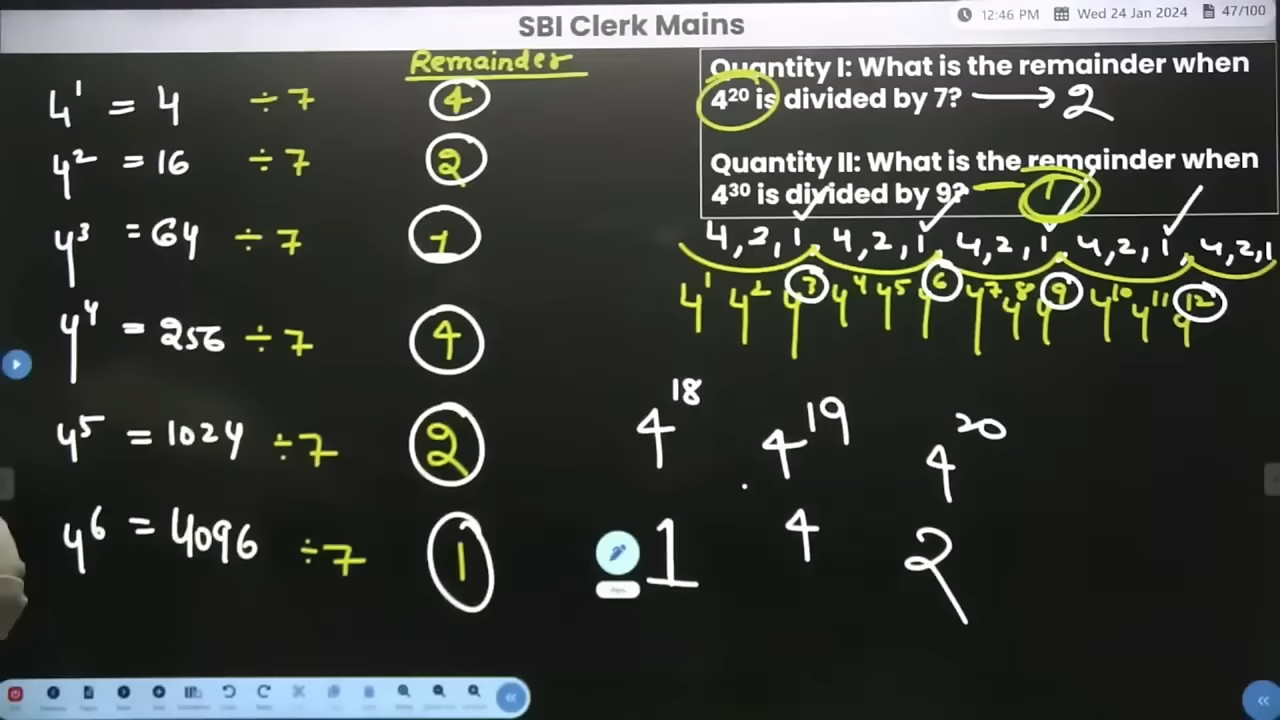 12:46 PM Wed 24 Jan 2024 47/100
SBI Clerk Mains
Remainder
4¹ = 4 ÷ 7 4
4² = 16 ÷ 7 2
4³ = 64 ÷ 7 1
4⁴ = 256 ÷ 7 4
4⁵ = 1024 ÷ 7 2
4⁶ = 4096 ÷ 7 1
Quantity I: What is the remainder when
4²⁰ is divided by 7? → 2
Quantity II: What is the remainder when
4³⁰ is divided by 9? — 1
4, 2, 1, 4, 2, 1, 4, 2, 1, 4, 2, 1, 4, 2, 1
4¹ 4² 4³ 4⁴ 4⁵ 4⁶ 4⁷ 4⁸ 4⁹ 4¹⁰ 4¹¹ 4¹²
4¹⁸ 4¹⁹ 4²⁰
1 4 2